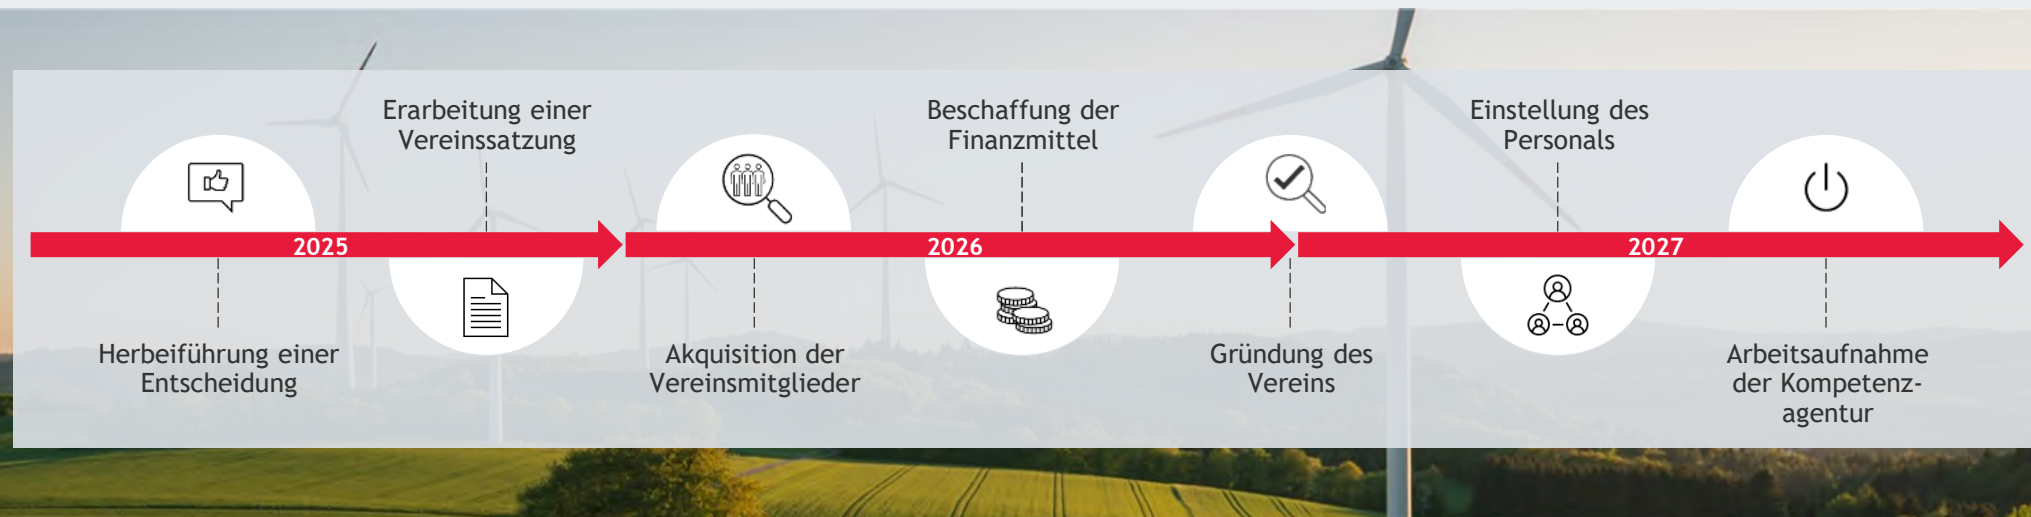 Erarbeitung einer
Vereinssatzung
Beschaffung der
Finanzmittel
Einstellung des
Personals
2025
2026
2027
Herbeiführung einer
Entscheidung
Akquisition der
Vereinsmitglieder
Gründung des
Vereins
Arbeitsaufnahme
der Kompetenz-
agentur